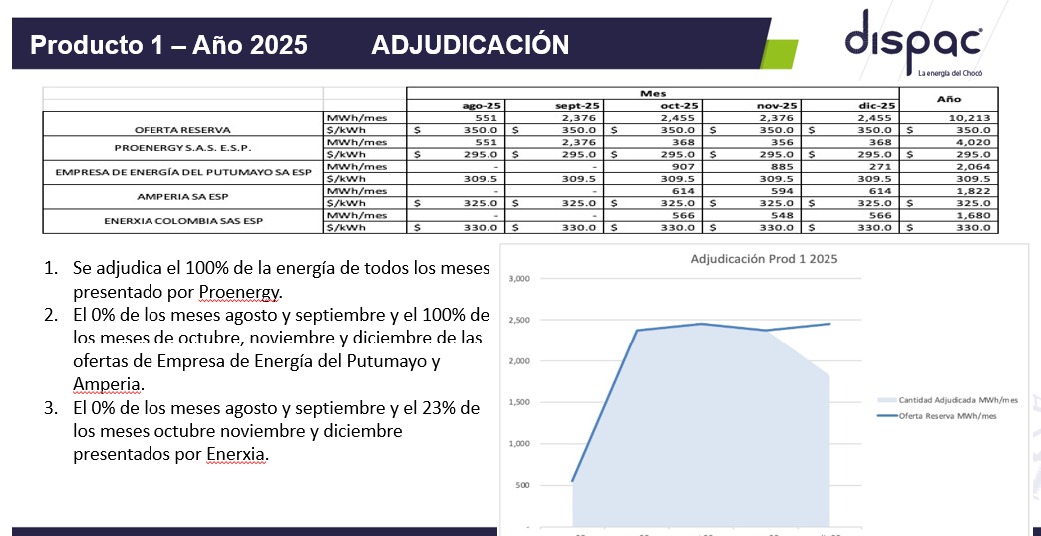 Producto 1 – Año 2025 ADJUDICACIÓN
dispac
La energía del Chocó
Mes Año
ago-25 sept-25 oct-25 nov-25 dic-25
OFERTA RESERVA MWh/mes 551 2,376 2,455 2,376 2,455 10,213
$/kWh $ 350.0 $ 350.0 $ 350.0 $ 350.0 $ 350.0 $ 350.0
PROENERGY S.A.S. E.S.P. MWh/mes 551 2,376 368 356 368 4,020
$/kWh $ 295.0 $ 295.0 $ 295.0 $ 295.0 $ 295.0 $ 295.0
EMPRESA DE ENERGÍA DEL PUTUMAYO SA ESP MWh/mes - - 907 885 271 2,064
$/kWh 309.5 309.5 309.5 309.5 309.5 309.5
AMPERIA SA ESP MWh/mes - - 614 594 614 1,822
$/kWh $ 325.0 $ 325.0 $ 325.0 $ 325.0 $ 325.0 $ 325.0
ENERXIA COLOMBIA SAS ESP MWh/mes - - 566 548 566 1,680
$/kWh $ 330.0 $ 330.0 $ 330.0 $ 330.0 $ 330.0 $ 330.0
1. Se adjudica el 100% de la energía de todos los meses
presentado por Proenergy.
2. El 0% de los meses agosto y septiembre y el 100% de
los meses de octubre, noviembre y diciembre de las
ofertas de Empresa de Energía del Putumayo y
Amperia.
3. El 0% de los meses agosto y septiembre y el 23% de
los meses octubre noviembre y diciembre
presentados por Enerxia.
Adjudicación Prod 1 2025
3,000
2,500
2,000
1,500
1,000
500
-
Cantidad Adjudicada MWh/mes
Oferta Reserva MWh/mes